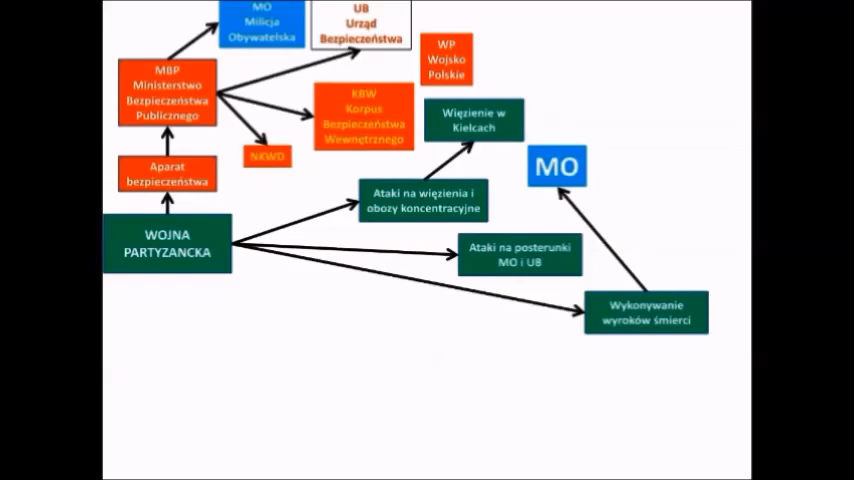 MO
Milicja
Obywatelska
UB
Urząd
Bezpieczeństwa
WP
Wojsko
Polskie
MBP
Ministerstwo
Bezpieczeństwa
Publicznego
KBW
Korpus
Bezpieczeństwa
Wewnętrznego
Więzienie w
Kielcach
NKWD
MO
Aparat
bezpieczeństwa
Ataki na więzienia i
obozy koncentracyjne
WOJNA
PARTYZANCKA
Ataki na posterunki
MO i UB
Wykonywanie
wyroków śmierci